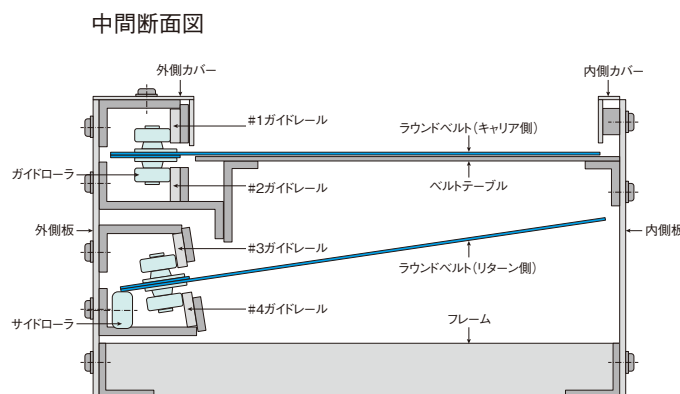 中間断面図
外側カバー
内側カバー
#1ガイドレール
ラウンドベルト(キャリア側)
ガイドローラ
#2ガイドレール
ベルトテーブル
外側板
内側板
#3ガイドレール
ラウンドベルト(リターン側)
#4ガイドレール
サイドローラ
フレーム